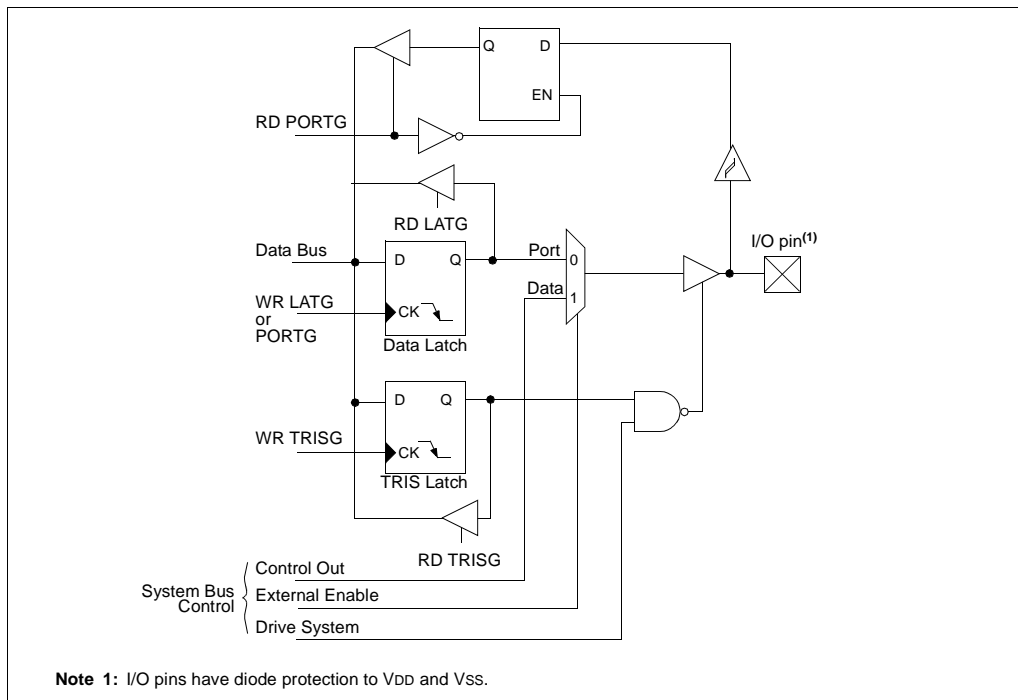 Q D
EN
RD PORTG
RD LATG
I/O pin(1)
Data Bus
D Q
Port 0
Data 1
WR LATG
or
PORTG
CK
Data Latch
D Q
WR TRISG
CK
TRIS Latch
RD TRISG
System Bus
Control
Control Out
External Enable
Drive System
Note 1: I/O pins have diode protection to VDD and VSS.